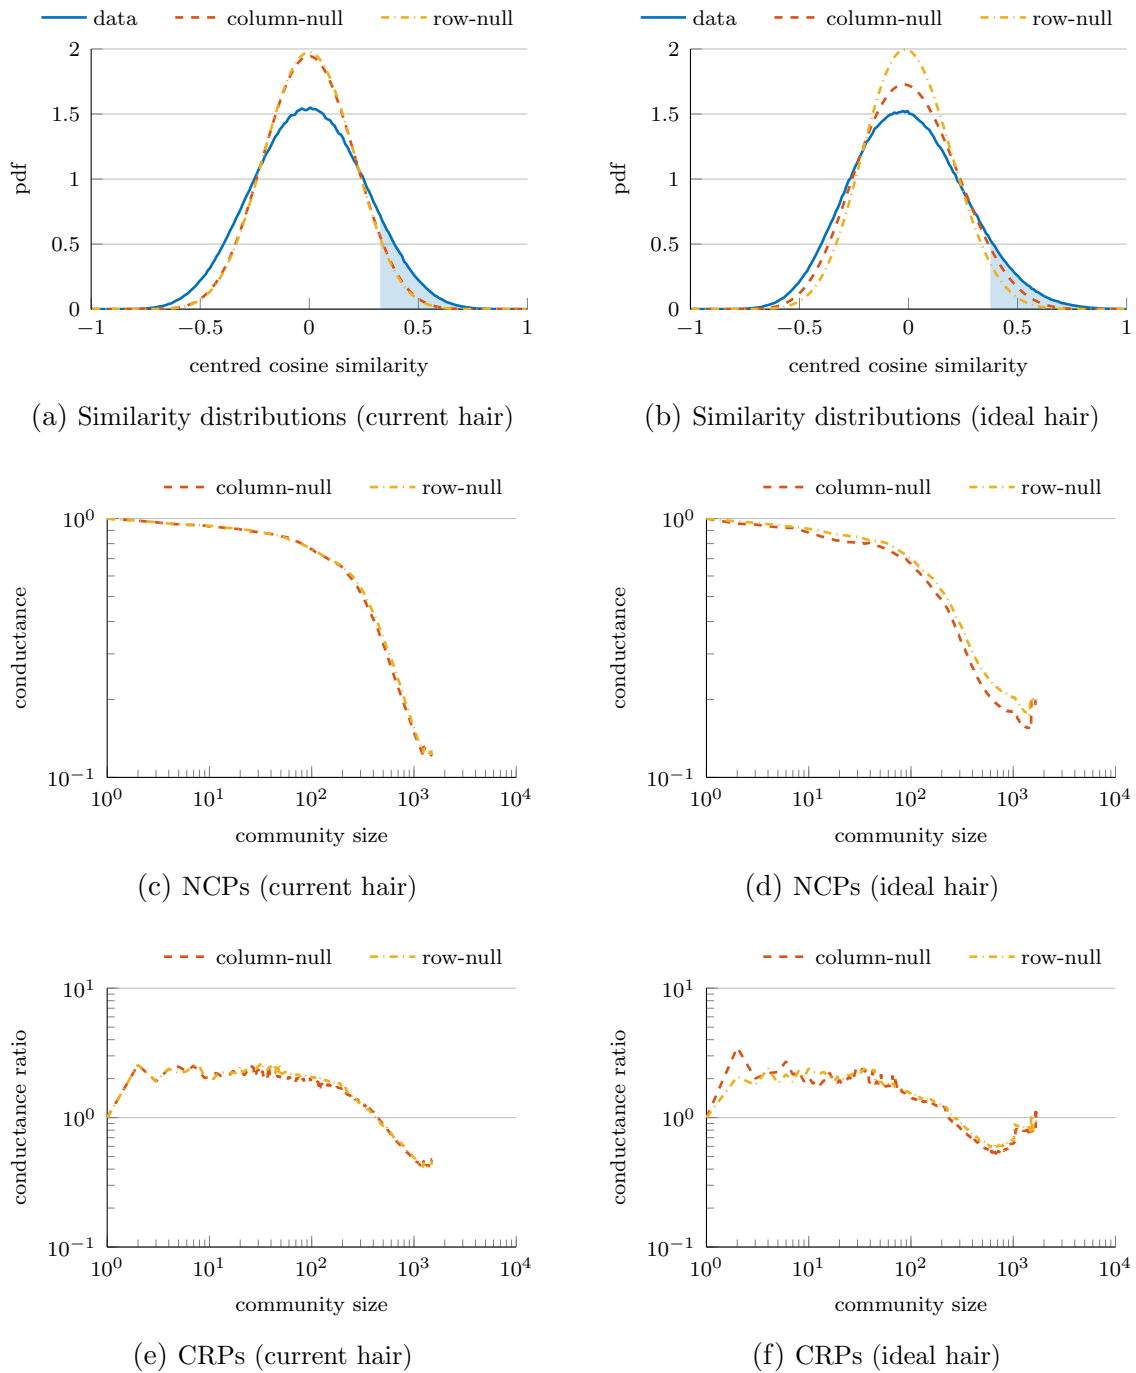 data column-null row-null
2
1.5
1
0.5
0
pdf
−1 −0.5 0 0.5 1
centred cosine similarity
(a) Similarity distributions (current hair)
data column-null row-null
2
1.5
1
0.5
0
pdf
−1 −0.5 0 0.5 1
centred cosine similarity
(b) Similarity distributions (ideal hair)
column-null row-null
10^0
10^−1
conductance
10^0 10^1 10^2 10^3 10^4
community size
(c) NCPs (current hair)
column-null row-null
10^0
10^−1
conductance
10^0 10^1 10^2 10^3 10^4
community size
(d) NCPs (ideal hair)
column-null row-null
10^1
10^0
10^−1
conductance ratio
10^0 10^1 10^2 10^3 10^4
community size
(e) CRPs (current hair)
column-null row-null
10^1
10^0
10^−1
conductance ratio
10^0 10^1 10^2 10^3 10^4
community size
(f) CRPs (ideal hair)